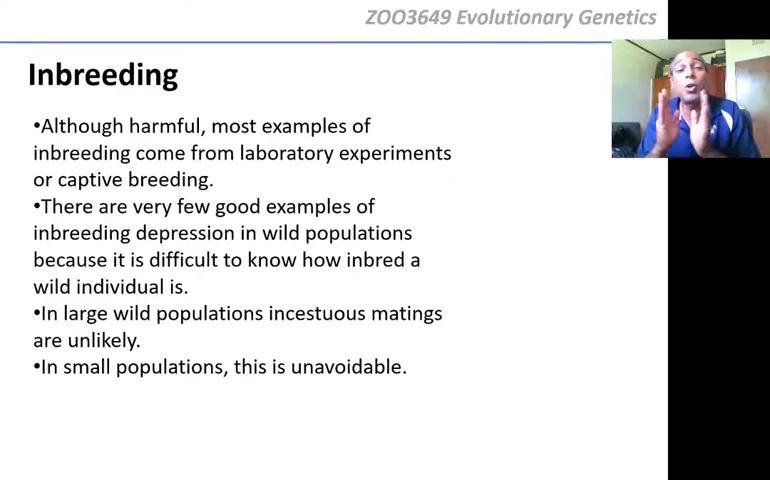 ZOO3649 Evolutionary Genetics
Inbreeding
•Although harmful, most examples of
inbreeding come from laboratory experiments
or captive breeding.
•There are very few good examples of
inbreeding depression in wild populations
because it is difficult to know how inbred a
wild individual is.
•In large wild populations incestuous matings
are unlikely.
•In small populations, this is unavoidable.